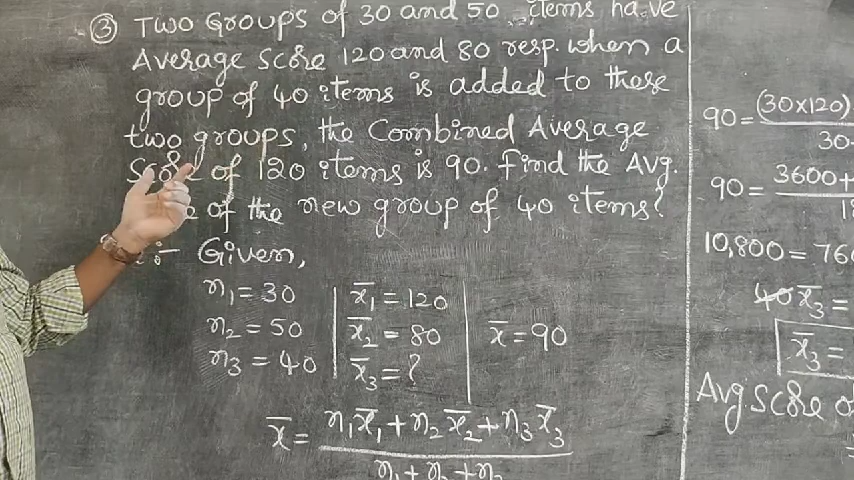 ③ Two Groups of 30 and 50 items have
Average Score 120 and 80 resp. when a
group of 40 items is added to these
two groups, the Combined Average
Score of 120 items is 90. find the Avg.
of the new group of 40 items?
:- Given,
n₁ = 30
n₂ = 50
n₃ = 40
x̄₁ = 120
x̄₂ = 80
x̄₃ = ?
x̄ = 90
x̄ = n₁x̄₁ + n₂x̄₂ + n₃x̄₃
n₁ + n₂ + n₃
90 = (30×120)
30
90 = 3600+
10,800 = 760
40x̄₃ =
x̄₃ =
Avg Score o